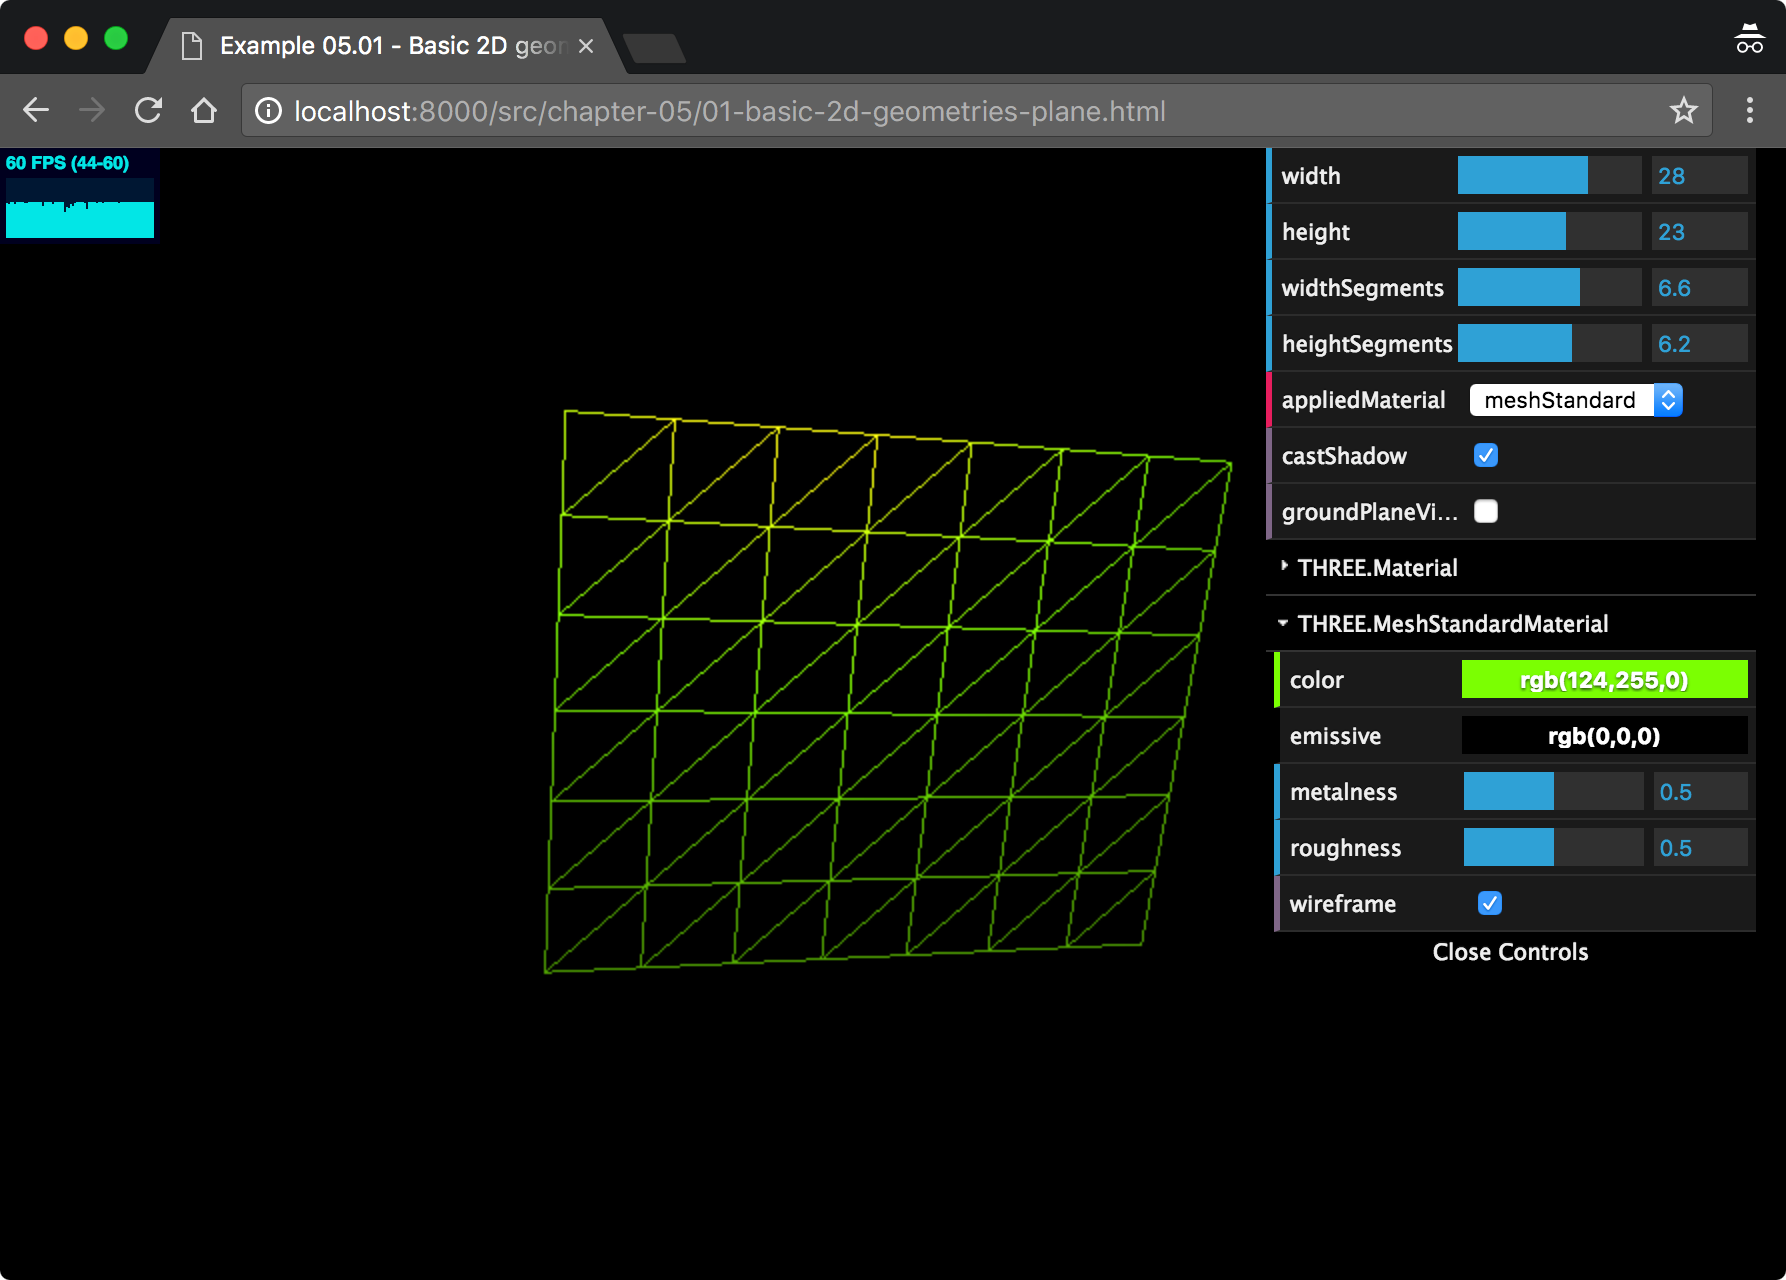 Example 05.01 - Basic 2D geom
localhost:8000/src/chapter-05/01-basic-2d-geometries-plane.html
60 FPS (44-60)
width 28
height 23
widthSegments 6.6
heightSegments 6.2
appliedMaterial meshStandard
castShadow
groundPlaneVi...
THREE.Material
THREE.MeshStandardMaterial
color rgb(124,255,0)
emissive rgb(0,0,0)
metalness 0.5
roughness 0.5
wireframe
Close Controls